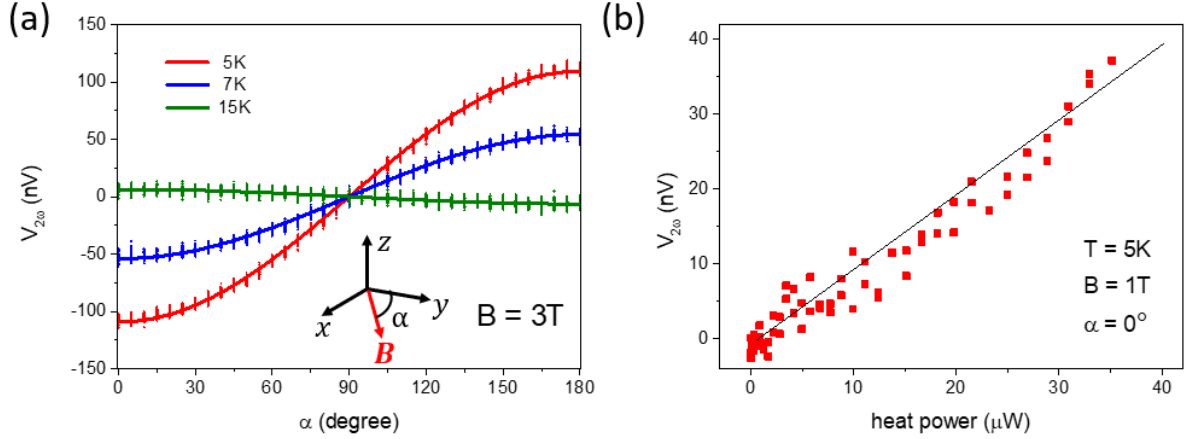 (a)
150
100
50
0
-50
-100
-150
V2ω (nV)
5K
7K
15K
z
y
x
α
B
B = 3T
0 30 60 90 120 150 180
α (degree)
(b)
40
30
20
10
0
V2ω (nV)
T = 5K
B = 1T
α = 0°
0 10 20 30 40
heat power (μW)